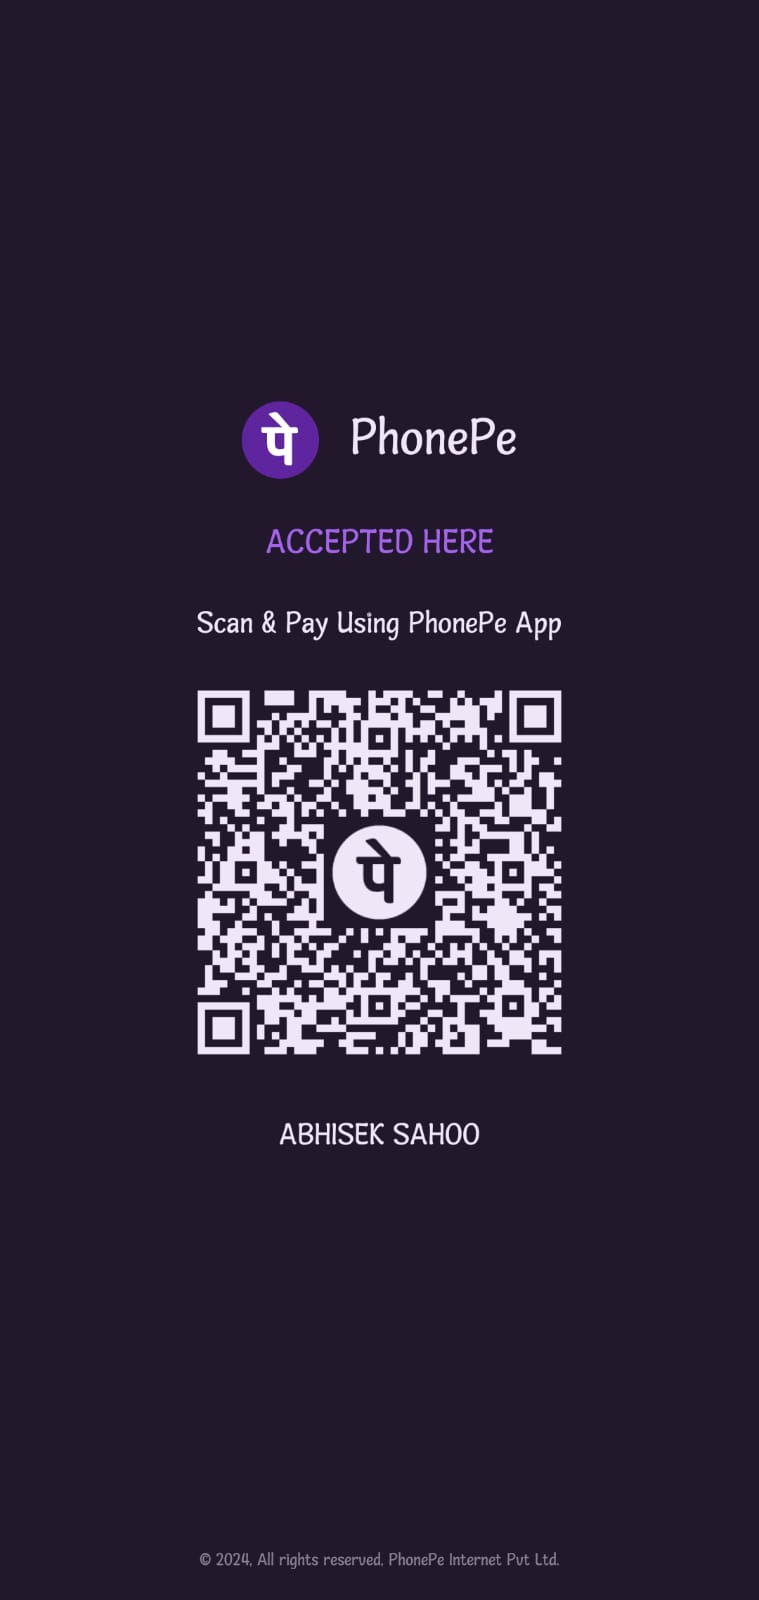 पे PhonePe
ACCEPTED HERE
Scan & Pay Using PhonePe App
पे
ABHISEK SAHOO
© 2024, All rights reserved, PhonePe Internet Pvt Ltd.